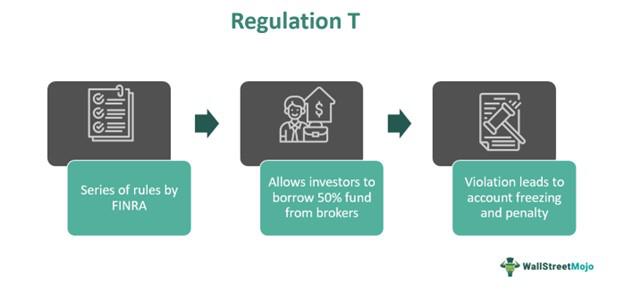 Regulation T
Series of rules by
FINRA
Allows investors to
borrow 50% fund
from brokers
Violation leads to
account freezing
and penalty
WallStreetMojo